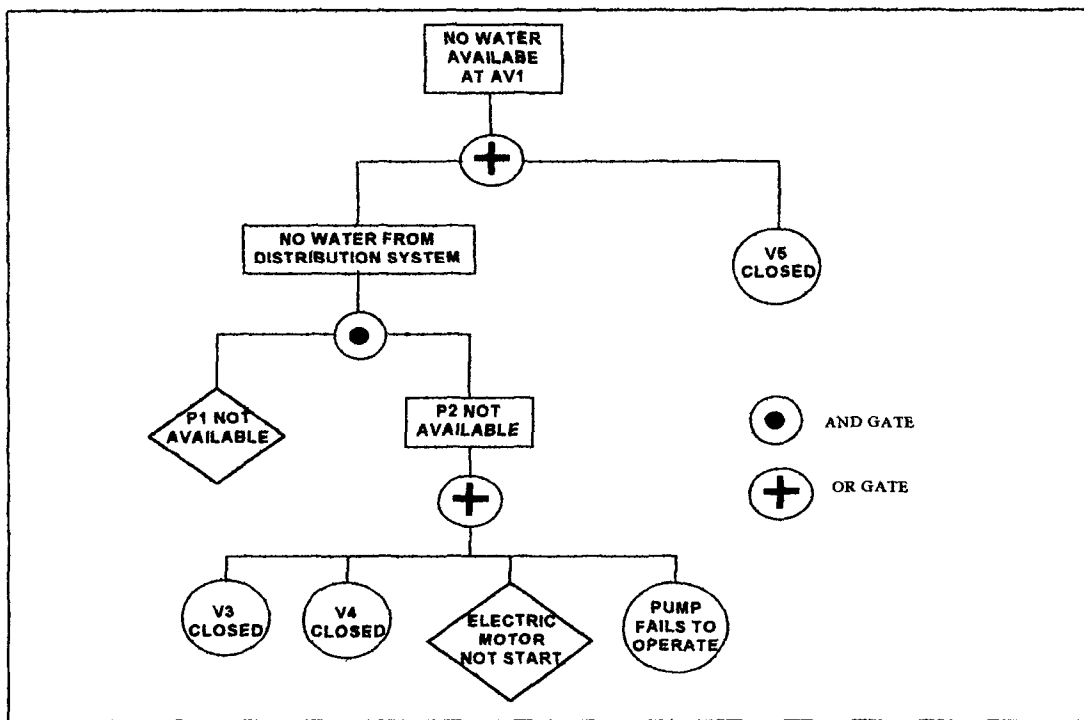 NO WATER
AVAILABE
AT AV1
NO WATER FROM
DISTRIBUTION SYSTEM
V5
CLOSED
P1 NOT
AVAILABLE
P2 NOT
AVAILABLE
AND GATE
OR GATE
V3
CLOSED
V4
CLOSED
ELECTRIC
MOTOR
NOT START
PUMP
FAILS TO
OPERATE